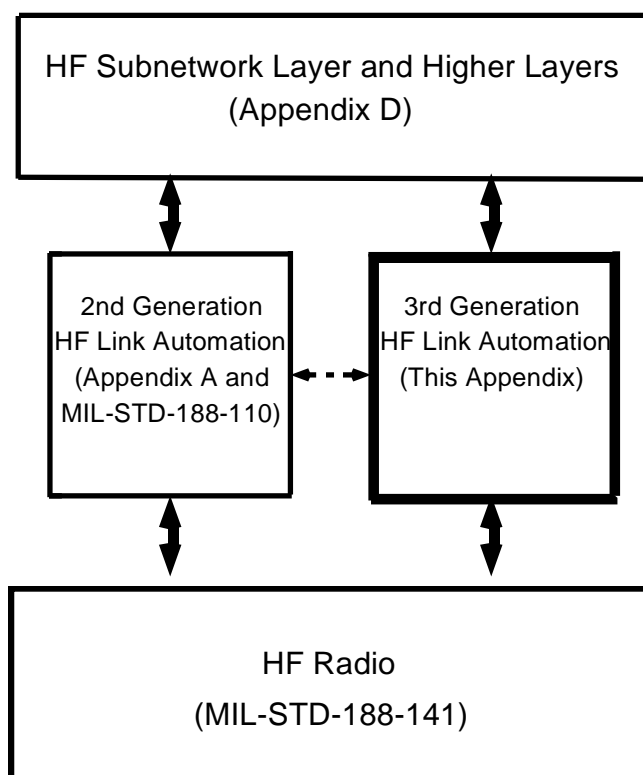 HF Subnetwork Layer and Higher Layers
(Appendix D)
2nd Generation
HF Link Automation
(Appendix A and
MIL-STD-188-110)
3rd Generation
HF Link Automation
(This Appendix)
HF Radio
(MIL-STD-188-141)